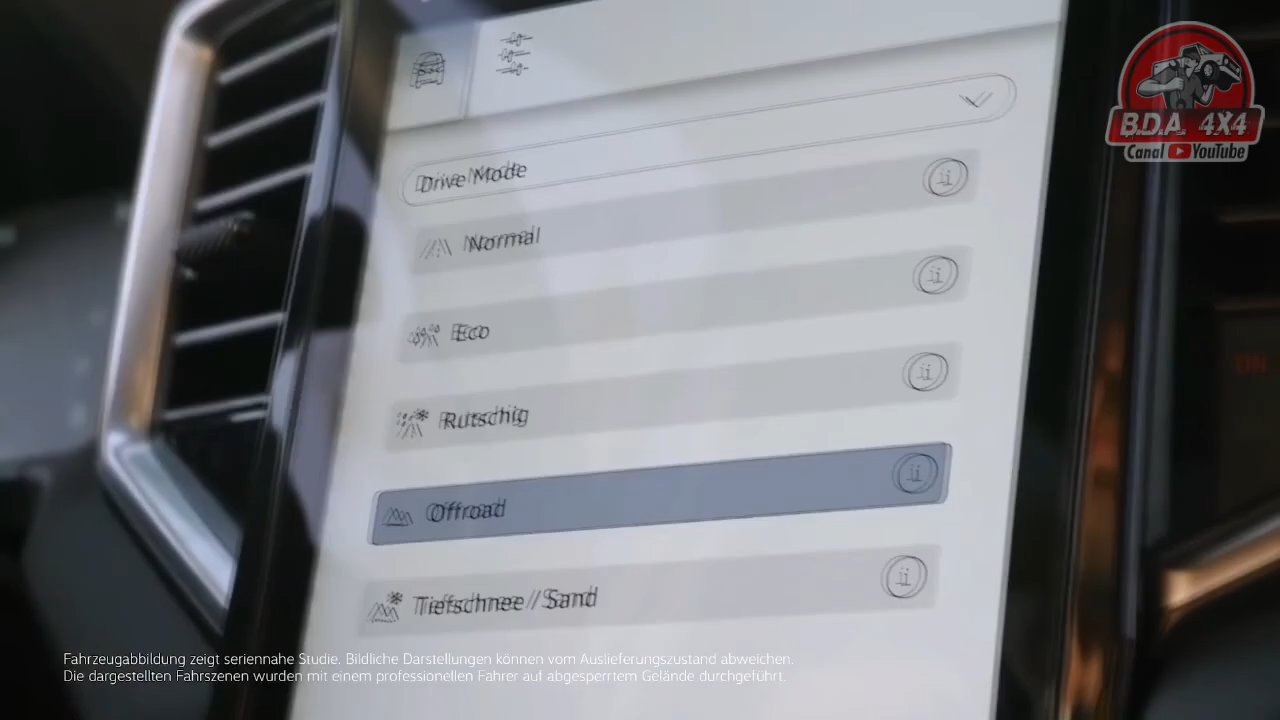 B.D.A. 4X4
Canal YouTube
Drive Mode
Normal
Eco
Rutschig
Offroad
Tiefschnee / Sand
Fahrzeugabbildung zeigt seriennahe Studie. Bildliche Darstellungen können vom Auslieferungszustand abweichen.
Die dargestellten Fahrszenen wurden mit einem professionellen Fahrer auf abgesperrtem Gelände durchgeführt.